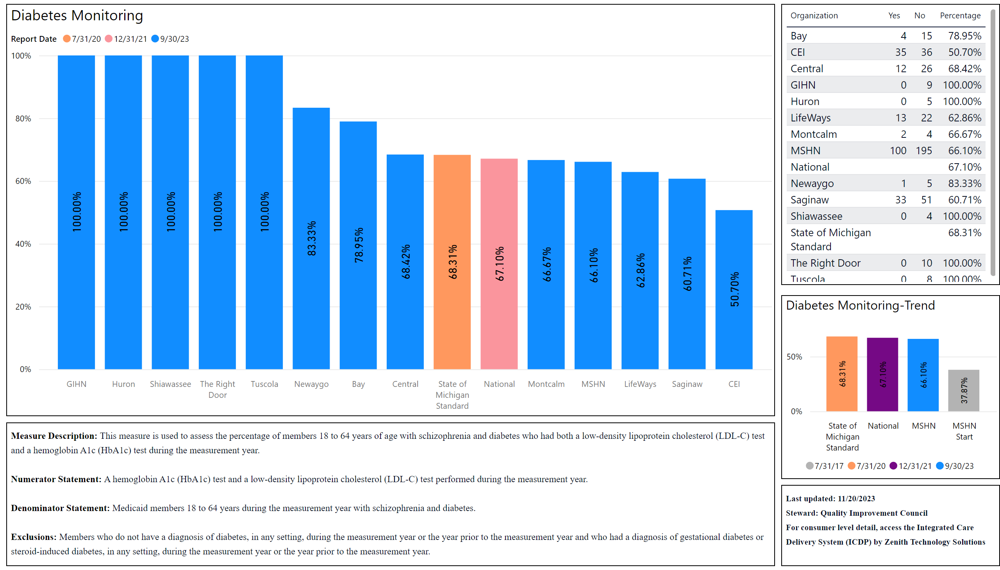 Diabetes Monitoring
Report Date 7/31/20 12/31/21 9/30/23
100%
80%
60%
40%
20%
0%
100.00% 100.00% 100.00% 100.00% 100.00% 83.33% 78.95% 68.42% 68.31% 67.10% 66.67% 66.10% 62.86% 60.71% 50.70%
GIHN Huron Shiawassee The Right Tuscola Newaygo Bay Central State of National Montcalm MSHN LifeWays Saginaw CEI
Door Michigan
Standard
Measure Description: This measure is used to assess the percentage of members 18 to 64 years of age with schizophrenia and diabetes who had both a low-density lipoprotein cholesterol (LDL-C) test
and a hemoglobin A1c (HbA1c) test during the measurement year.
Numerator Statement: A hemoglobin A1c (HbA1c) test and a low-density lipoprotein cholesterol (LDL-C) test performed during the measurement year.
Denominator Statement: Medicaid members 18 to 64 years during the measurement year with schizophrenia and diabetes.
Exclusions: Members who do not have a diagnosis of diabetes, in any setting, during the measurement year or the year prior to the measurement year and who had a diagnosis of gestational diabetes or
steroid-induced diabetes, in any setting, during the measurement year or the year prior to the measurement year.
Organization Yes No Percentage
Bay 4 15 78.95%
CEI 35 36 50.70%
Central 12 26 68.42%
GIHN 0 9 100.00%
Huron 0 5 100.00%
LifeWays 13 22 62.86%
Montcalm 2 4 66.67%
MSHN 100 195 66.10%
National 67.10%
Newaygo 1 5 83.33%
Saginaw 33 51 60.71%
Shiawassee 0 4 100.00%
State of Michigan 68.31%
Standard
The Right Door 0 10 100.00%
Tuscola 0 8 100.00%
Diabetes Monitoring-Trend
50%
0%
68.31% 67.10% 66.10% 37.87%
State of National MSHN MSHN
Michigan Start
Standard
7/31/17 7/31/20 12/31/21 9/30/23
Last updated: 11/20/2023
Steward: Quality Improvement Council
For consumer level detail, access the Integrated Care
Delivery System (ICDP) by Zenith Technology Solutions